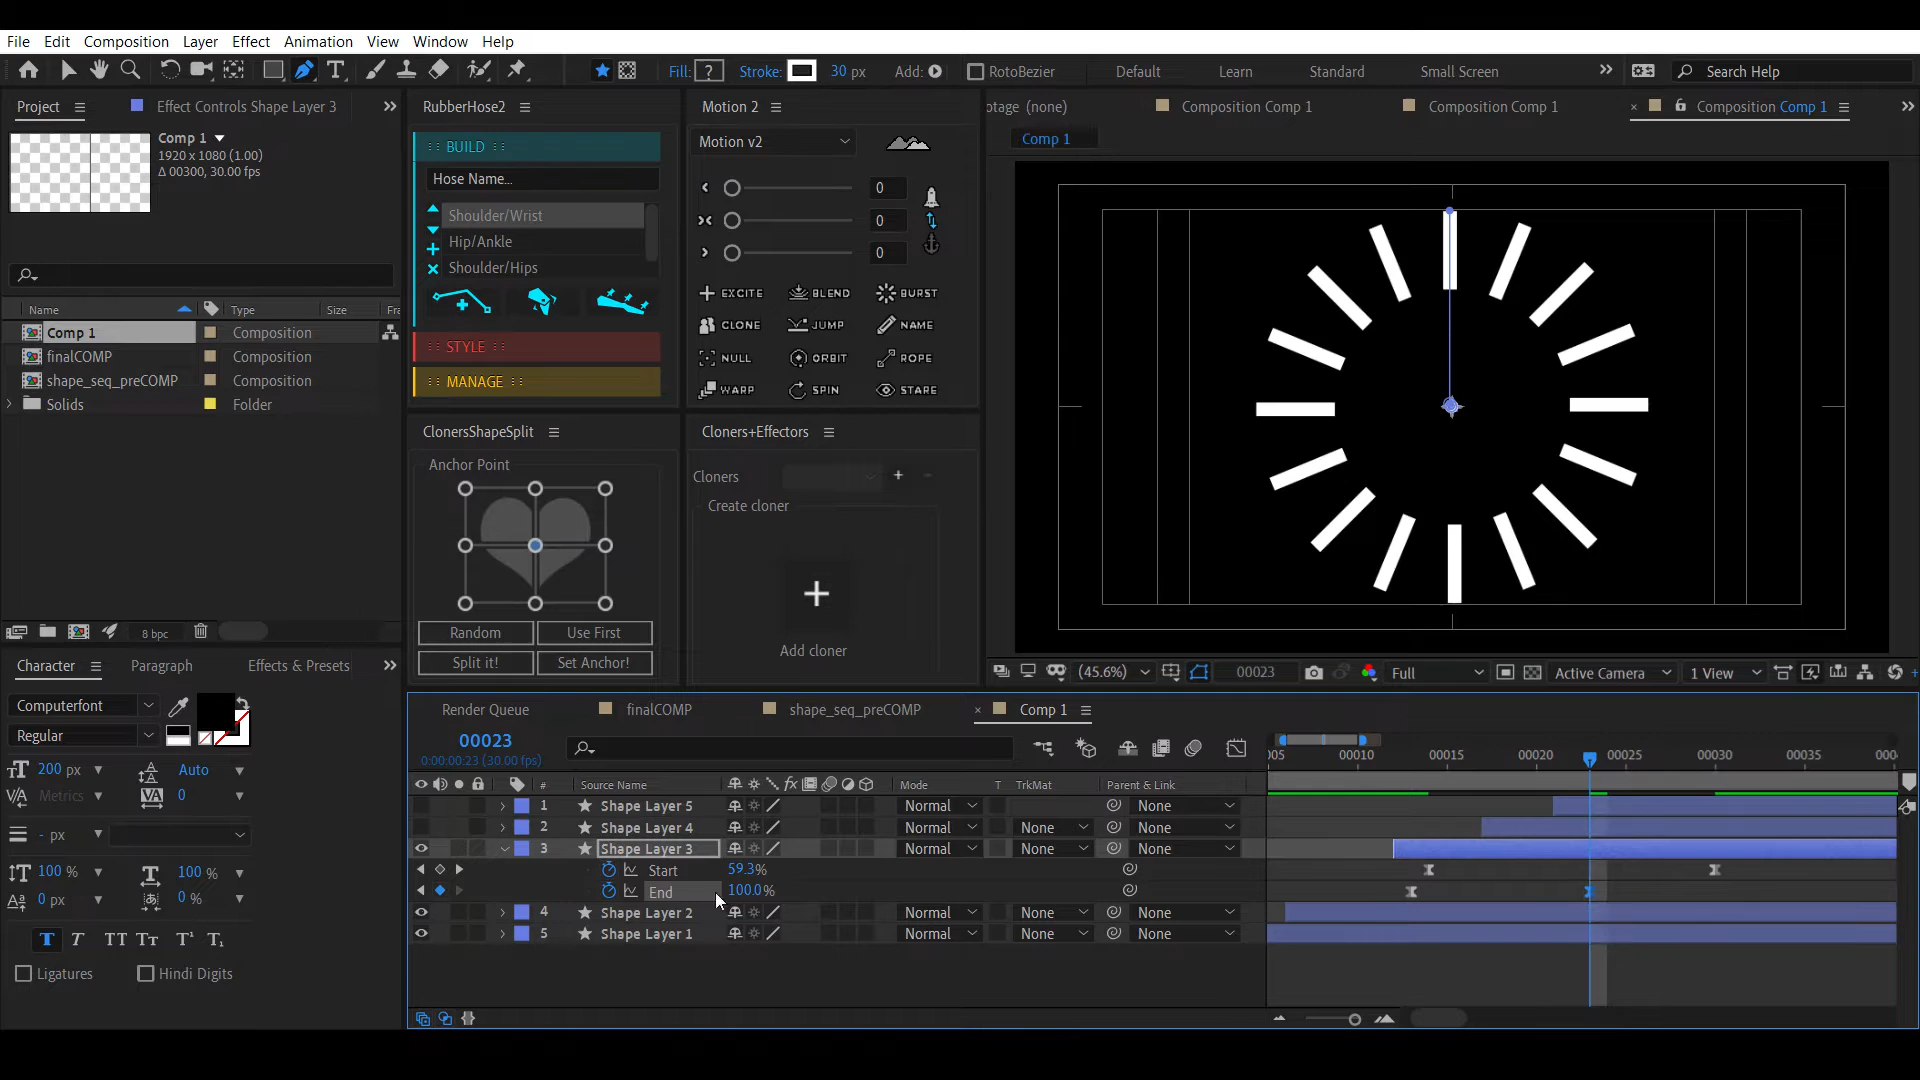 File Edit Composition Layer Effect Animation View Window Help
Fill: ? Stroke: 30 px Add: RotoBezier Default Learn Standard Small Screen Search Help
Project Effect Controls Shape Layer 3
Comp 1
1920 x 1080 (1.00)
Δ 00300, 30.00 fps
Name Type Size Fra
Comp 1 Composition
finalCOMP Composition
shape_seq_preCOMP Composition
Solids Folder
8 bpc
Character Paragraph Effects & Presets
Computerfont
Regular
200 px Auto
Metrics 0
- px
100 % 100 %
0 px 0 %
Ligatures Hindi Digits
RubberHose2
:: BUILD ::
Hose Name...
Shoulder/Wrist
Hip/Ankle
Shoulder/Hips
:: STYLE ::
:: MANAGE ::
Motion 2
Motion v2
0
0
0
EXCITE BLEND BURST
CLONE JUMP NAME
NULL ORBIT ROPE
WARP SPIN STARE
ClonersShapeSplit
Anchor Point
Random Use First
Split it! Set Anchor!
Cloners+Effectors
Cloners
Create cloner
Add cloner
otage (none) Composition Comp 1 Composition Comp 1 Composition Comp 1
Comp 1
(45.6%) 00023 Full Active Camera 1 View
Render Queue finalCOMP shape_seq_preCOMP Comp 1
00023
0:00:00:23 (30.00 fps)
# Source Name Mode T TrkMat Parent & Link
005 00010 00015 00020 00025 00030 00035 000
1 Shape Layer 5 Normal None
2 Shape Layer 4 Normal None None
3 Shape Layer 3 Normal None None
Start 59.3%
End 100.0%
4 Shape Layer 2 Normal None None
5 Shape Layer 1 Normal None None